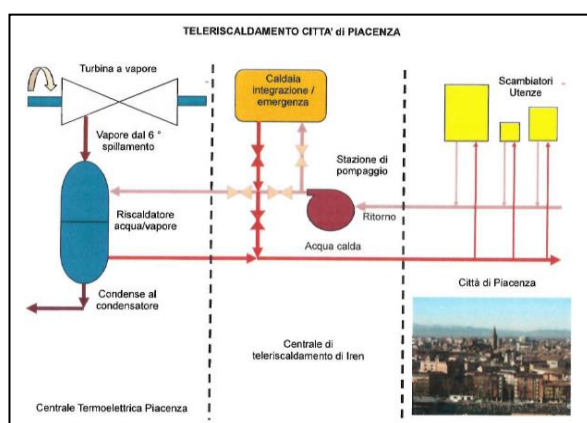 TELERISCALDAMENTO CITTA' di PIACENZA
Turbina a vapore
Vapore dal 6 °
spillamento
Riscaldatore
acqua/vapore
Condense al
condensatore
Centrale Termoelettrica Piacenza
Caldaia
integrazione /
emergenza
Stazione di
pompaggio
Ritorno
Acqua calda
Centrale di
teleriscaldamento di Iren
Scambiatori
Utenze
Città di Piacenza